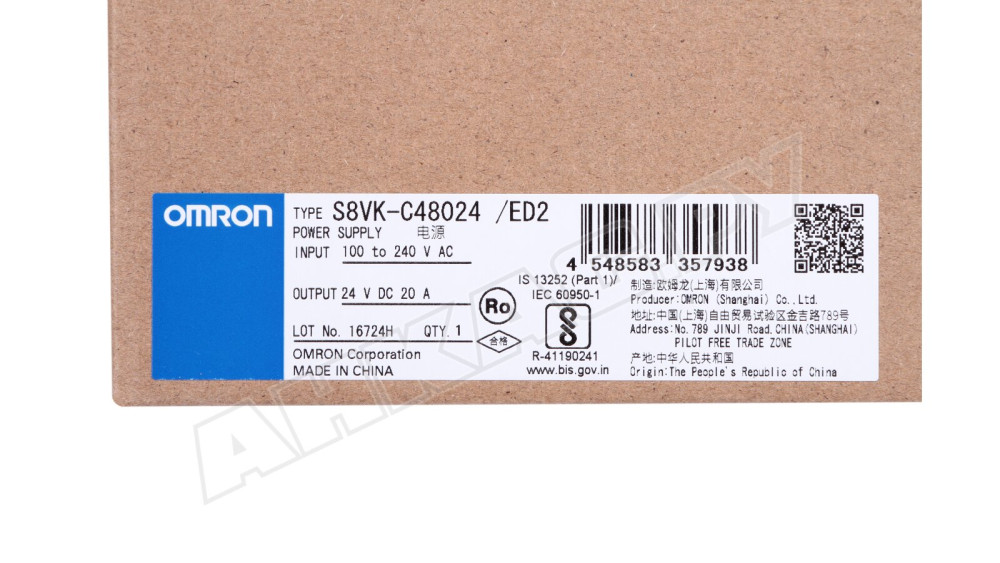 OMRON
TYPE S8VK-C48024 /ED2
POWER SUPPLY 电源
INPUT 100 to 240 V AC
OUTPUT 24 V DC 20 A
LOT No. 16724H QTY. 1
OMRON Corporation
MADE IN CHINA
Ro
合格
4 548583 357938
IS 13252 (Part 1)/
IEC 60950-1
R-41190241
www.bis.gov.in
制造:欧姆龙(上海)有限公司
Producer:OMRON (Shanghai) Co.,Ltd.
地址:中国(上海)自由贸易试验区金吉路789号
Address:No.789 JINJI Road,CHINA(SHANGHAI)
PILOT FREE TRADE ZONE
产地:中华人民共和国
Origin:The People's Republic of China